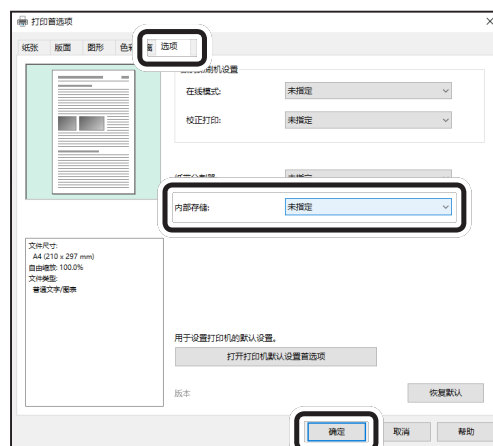 打印首选项
纸张 版面 图形 选项
在线模式: 未指定
校正打印: 未指定
内部存储: 未指定
文件尺寸:
A4 (210 x 297 mm)
自由缩放: 100.0%
文件类型:
普通文字/图表
用于设置打印机的默认设置。
打开打印机默认设置首选项
版本
恢复默认
确定 取消 帮助